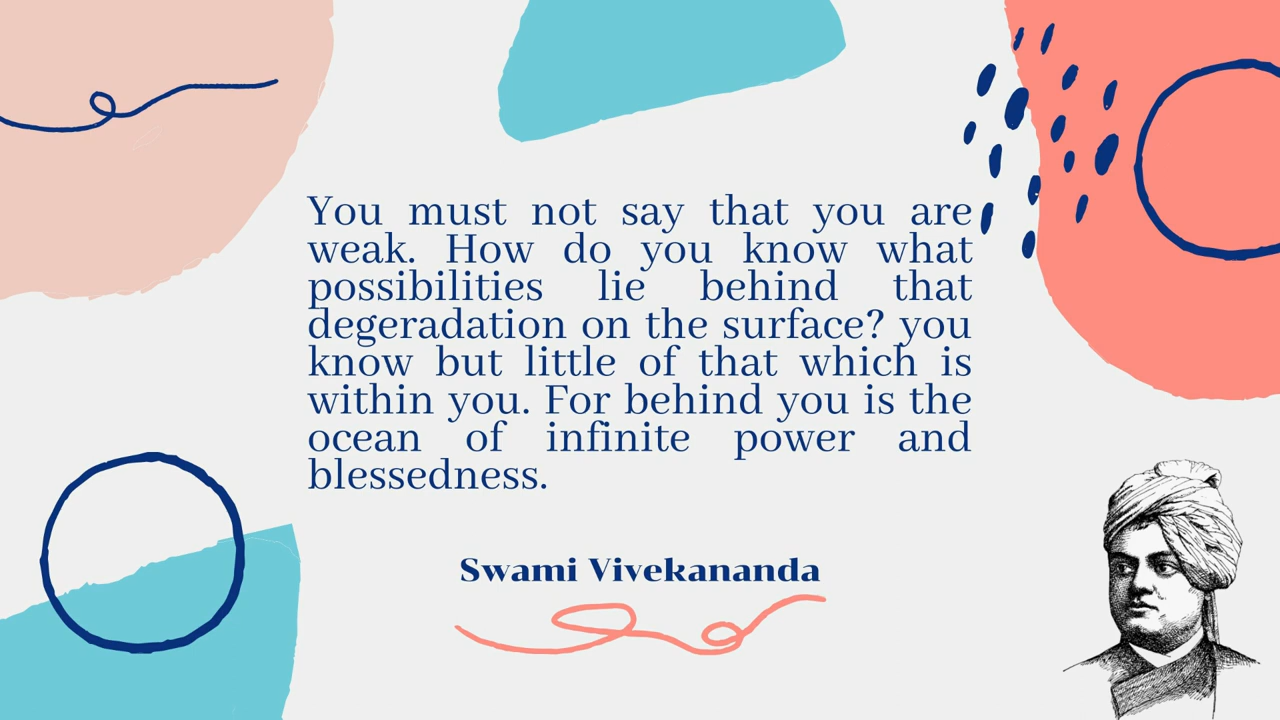 You must not say that you are
weak. How do you know what
possibilities lie behind that
degeradation on the surface? you
know but little of that which is
within you. For behind you is the
ocean of infinite power and
blessedness.
Swami Vivekananda